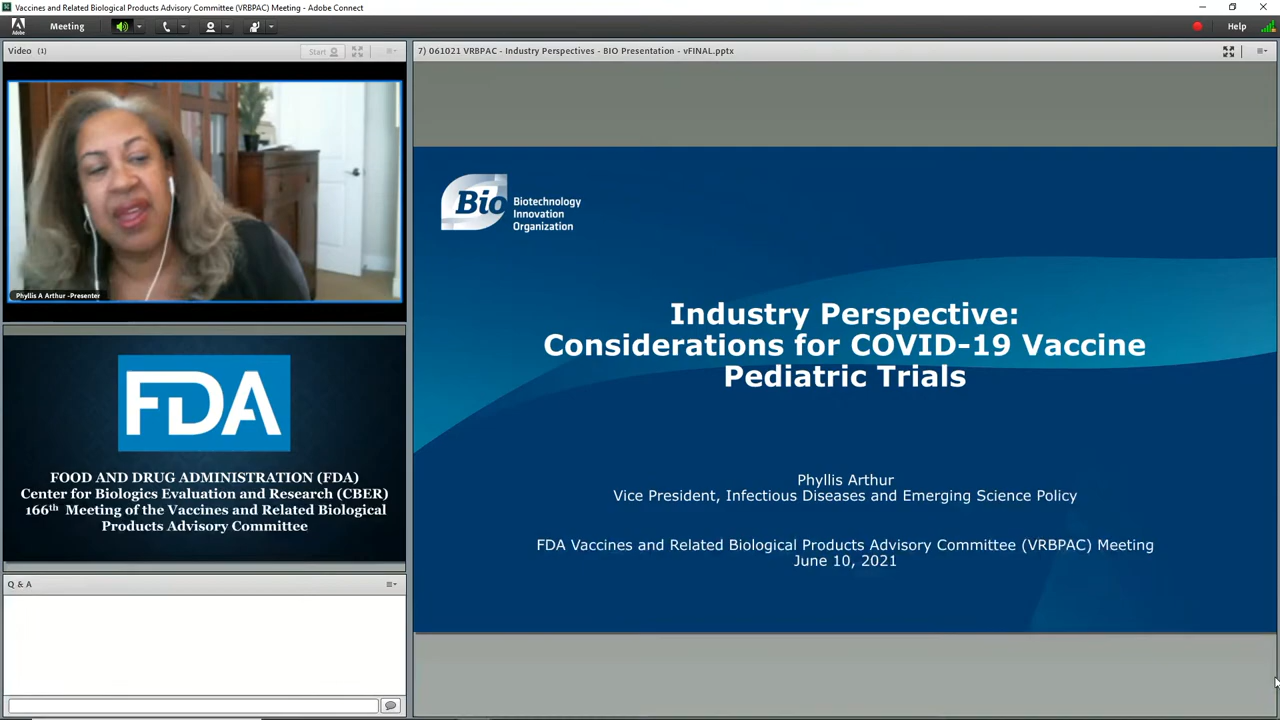 Vaccines and Related Biological Products Advisory Committee (VRBPAC) Meeting - Adobe Connect
Adobe
Meeting
Help
Video (1)
Start
Phyllis A Arthur -Presenter
FDA
FOOD AND DRUG ADMINISTRATION (FDA)
Center for Biologics Evaluation and Research (CBER)
166th Meeting of the Vaccines and Related Biological
Products Advisory Committee
Q & A
7) 061021 VRBPAC - Industry Perspectives - BIO Presentation - vFINAL.pptx
Bio
Biotechnology
Innovation
Organization
Industry Perspective:
Considerations for COVID-19 Vaccine
Pediatric Trials
Phyllis Arthur
Vice President, Infectious Diseases and Emerging Science Policy
FDA Vaccines and Related Biological Products Advisory Committee (VRBPAC) Meeting
June 10, 2021